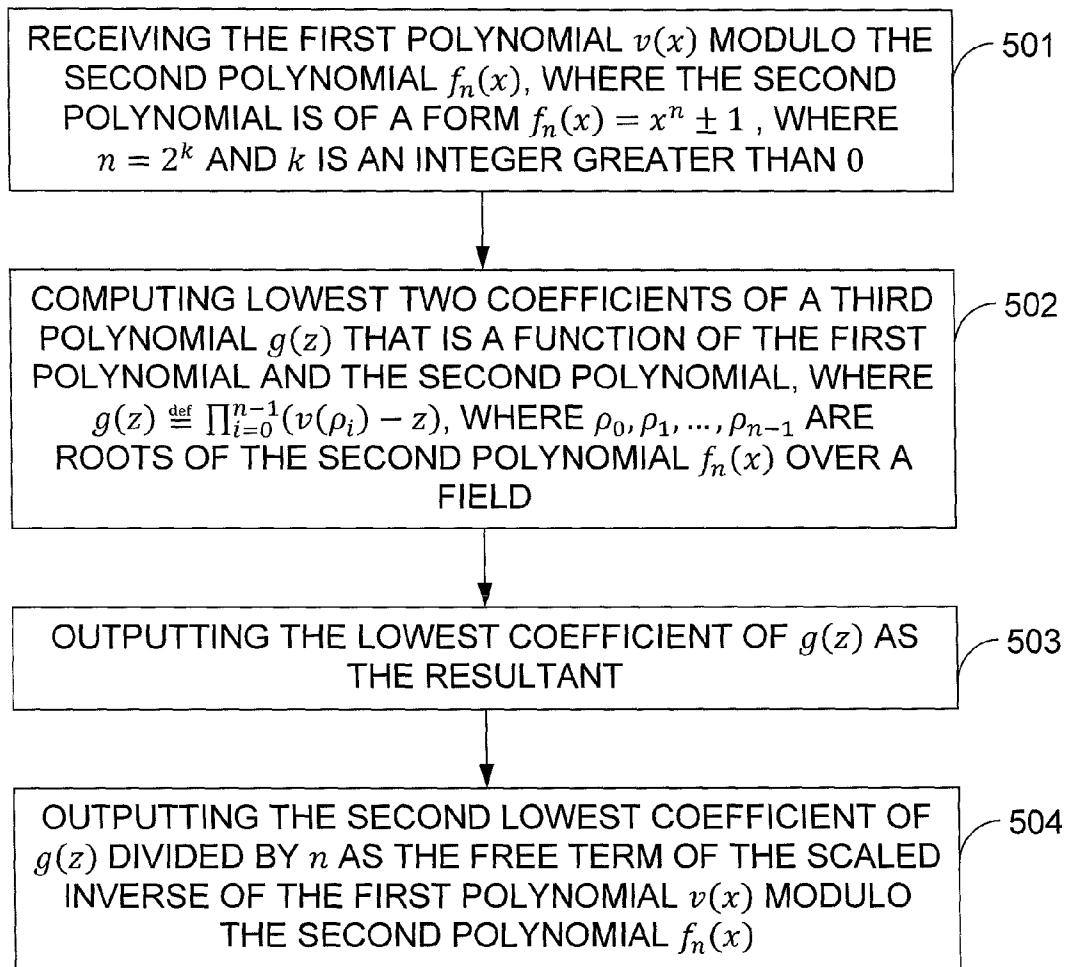 RECEIVING THE FIRST POLYNOMIAL v(x) MODULO THE
SECOND POLYNOMIAL fₙ(x), WHERE THE SECOND
POLYNOMIAL IS OF A FORM fₙ(x) = xⁿ ± 1 , WHERE
n = 2ᵏ AND k IS AN INTEGER GREATER THAN 0
501
COMPUTING LOWEST TWO COEFFICIENTS OF A THIRD
POLYNOMIAL g(z) THAT IS A FUNCTION OF THE FIRST
POLYNOMIAL AND THE SECOND POLYNOMIAL, WHERE
g(z) ≝ ∏ᵢ₌₀ⁿ⁻¹(v(ρᵢ) − z), WHERE ρ₀, ρ₁, ..., ρₙ₋₁ ARE
ROOTS OF THE SECOND POLYNOMIAL fₙ(x) OVER A
FIELD
502
OUTPUTTING THE LOWEST COEFFICIENT OF g(z) AS
THE RESULTANT
503
OUTPUTTING THE SECOND LOWEST COEFFICIENT OF
g(z) DIVIDED BY n AS THE FREE TERM OF THE SCALED
INVERSE OF THE FIRST POLYNOMIAL v(x) MODULO
THE SECOND POLYNOMIAL fₙ(x)
504